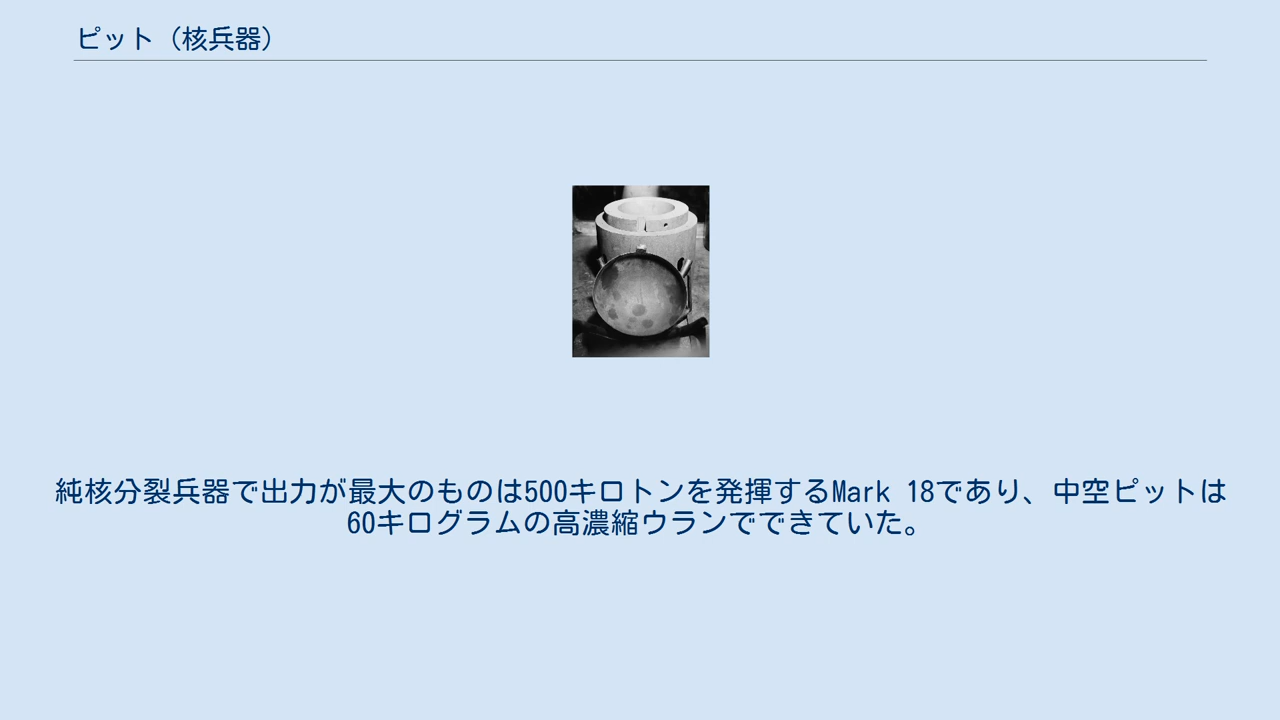 ピット（核兵器）
純核分裂兵器で出力が最大のものは500キロトンを発揮するMark 18であり、中空ピットは
60キログラムの高濃縮ウランでできていた。